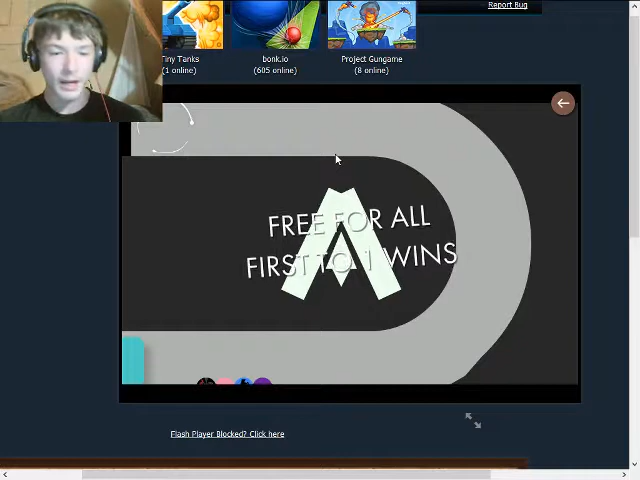 Report Bug
Tiny Tanks
bonk.io
Project Gungame
(1 online)
(605 online)
(8 online)
FREE FOR ALL
FIRST TO 1 WINS
Flash Player Blocked? Click here